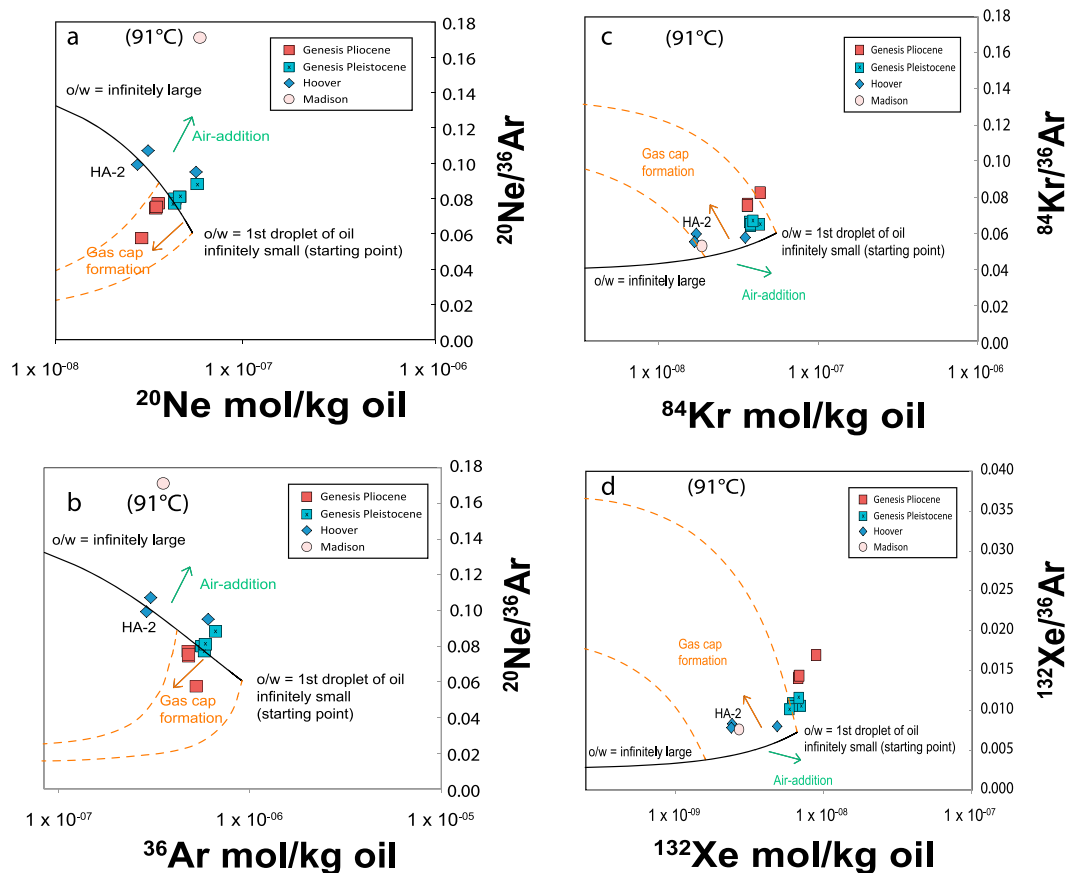 a
(91°C)
Genesis Pliocene
Genesis Pleistocene
Hoover
Madison
o/w = infinitely large
Air-addition
HA-2
o/w = 1st droplet of oil
infinitely small (starting point)
Gas cap
formation
0.18
0.16
0.14
0.12
0.10
0.08
0.06
0.04
0.02
0.00
²⁰Ne/³⁶Ar
1 x 10⁻⁰⁸
1 x 10⁻⁰⁷
1 x 10⁻⁰⁶
²⁰Ne mol/kg oil
c
(91°C)
Genesis Pliocene
Genesis Pleistocene
Hoover
Madison
Gas cap
formation
HA-2
o/w = 1st droplet of oil
infinitely small (starting point)
o/w = infinitely large
Air-addition
0.18
0.16
0.14
0.12
0.10
0.08
0.06
0.04
0.02
0.00
⁸⁴Kr/³⁶Ar
1 x 10⁻⁰⁸
1 x 10⁻⁰⁷
1 x 10⁻⁰⁶
⁸⁴Kr mol/kg oil
b
(91°C)
Genesis Pliocene
Genesis Pleistocene
Hoover
Madison
o/w = infinitely large
Air-addition
HA-2
o/w = 1st droplet of oil
infinitely small
(starting point)
Gas cap
formation
0.18
0.16
0.14
0.12
0.10
0.08
0.06
0.04
0.02
0.00
²⁰Ne/³⁶Ar
1 x 10⁻⁰⁷
1 x 10⁻⁰⁶
1 x 10⁻⁰⁵
³⁶Ar mol/kg oil
d
(91°C)
Genesis Pliocene
Genesis Pleistocene
Hoover
Madison
Gas cap
formation
HA-2
o/w = 1st droplet of oil
infinitely small (starting point)
o/w = infinitely large
Air-addition
0.040
0.035
0.030
0.025
0.020
0.015
0.010
0.005
0.000
¹³²Xe/³⁶Ar
1 x 10⁻⁰⁹
1 x 10⁻⁰⁸
1 x 10⁻⁰⁷
¹³²Xe mol/kg oil